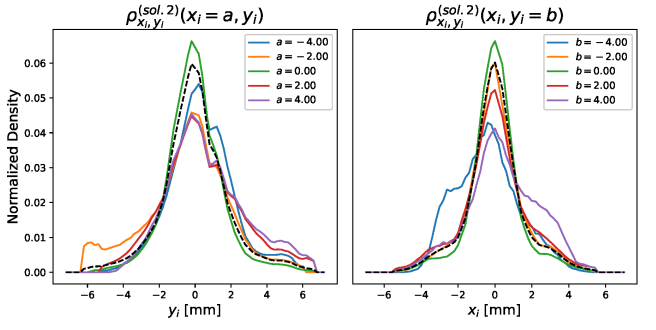 ρ_{x_i,y_i}^{(sol. 2)}(x_i = a, y_i)
ρ_{x_i,y_i}^{(sol. 2)}(x_i, y_i = b)
Normalized Density
0.06
0.05
0.04
0.03
0.02
0.01
0.00
a = −4.00
a = −2.00
a = 0.00
a = 2.00
a = 4.00
b = −4.00
b = −2.00
b = 0.00
b = 2.00
b = 4.00
−6 −4 −2 0 2 4 6
−6 −4 −2 0 2 4 6
y_i [mm]
x_i [mm]